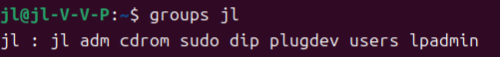 jl@jl-V-V-P:~$ groups jl
jl : jl adm cdrom sudo dip plugdev users lpadmin